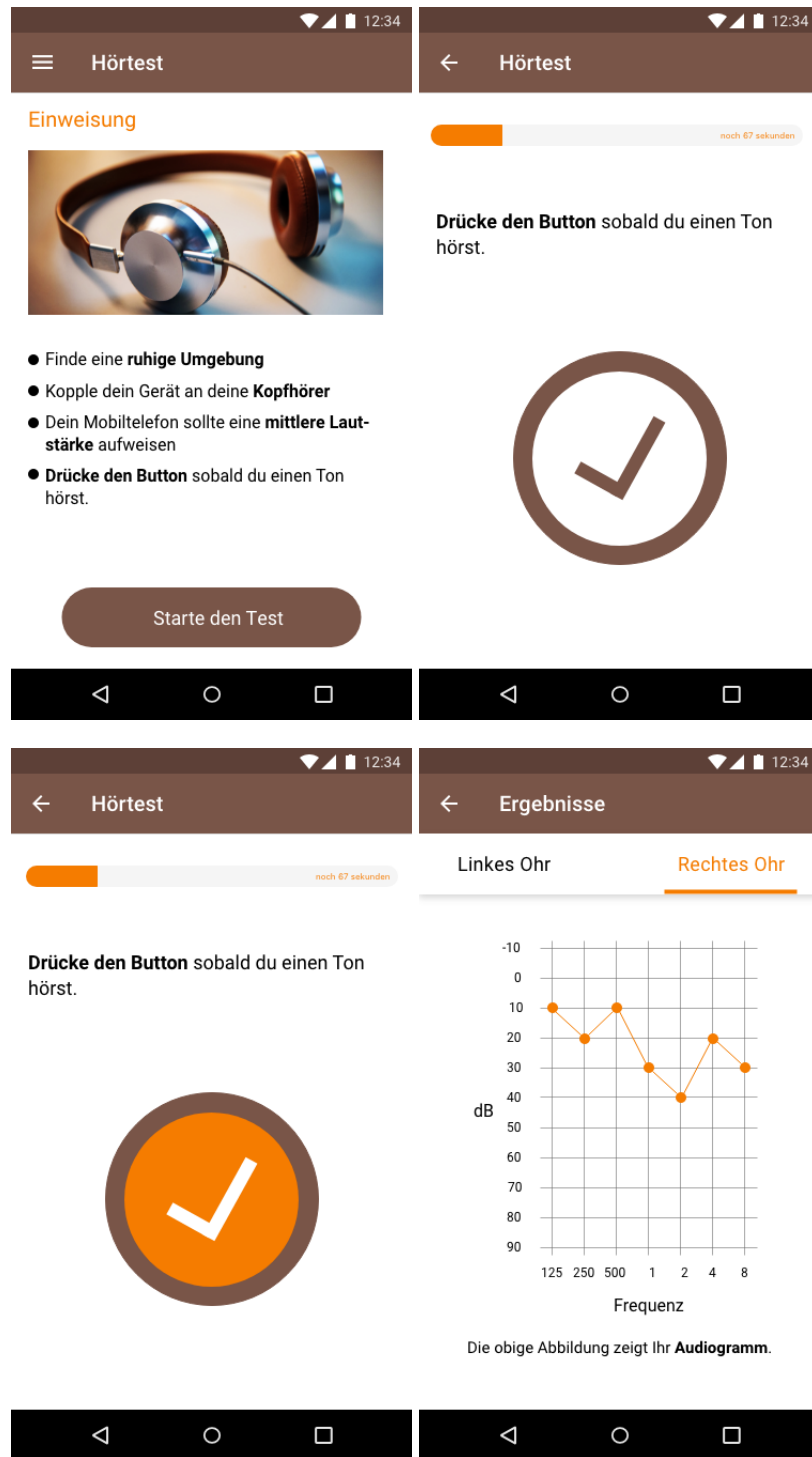 12:34
Hörtest
Einweisung
Finde eine ruhige Umgebung
Kopple dein Gerät an deine Kopfhörer
Dein Mobiltelefon sollte eine mittlere Laut-
stärke aufweisen
Drücke den Button sobald du einen Ton
hörst.
Starte den Test
12:34
Hörtest
noch 67 sekunden
Drücke den Button sobald du einen Ton
hörst.
12:34
Hörtest
noch 67 sekunden
Drücke den Button sobald du einen Ton
hörst.
12:34
Ergebnisse
Linkes Ohr Rechtes Ohr
-10
0
10
20
30
40
dB
50
60
70
80
90
125 250 500 1 2 4 8
Frequenz
Die obige Abbildung zeigt Ihr Audiogramm.